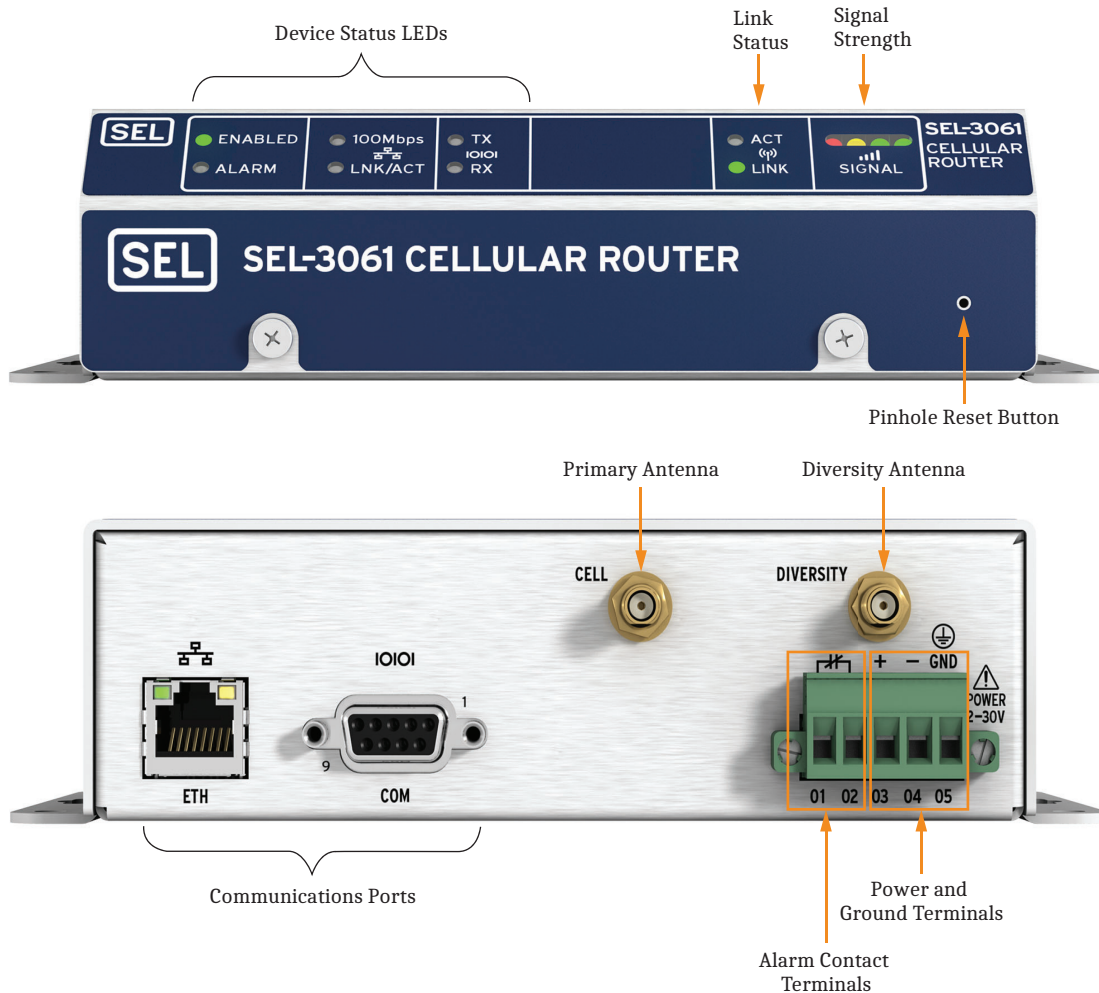 Device Status LEDs
Link
Status
Signal
Strength
SEL
ENABLED
ALARM
100Mbps
LNK/ACT
TX
IOIOI
RX
ACT
LINK
SIGNAL
SEL-3061
CELLULAR
ROUTER
SEL
SEL-3061 CELLULAR ROUTER
Pinhole Reset Button
Primary Antenna
Diversity Antenna
CELL
DIVERSITY
IOIOI
+
−
GND
POWER
2-30V
1
9
ETH
COM
01 02 03 04 05
Communications Ports
Power and
Ground Terminals
Alarm Contact
Terminals